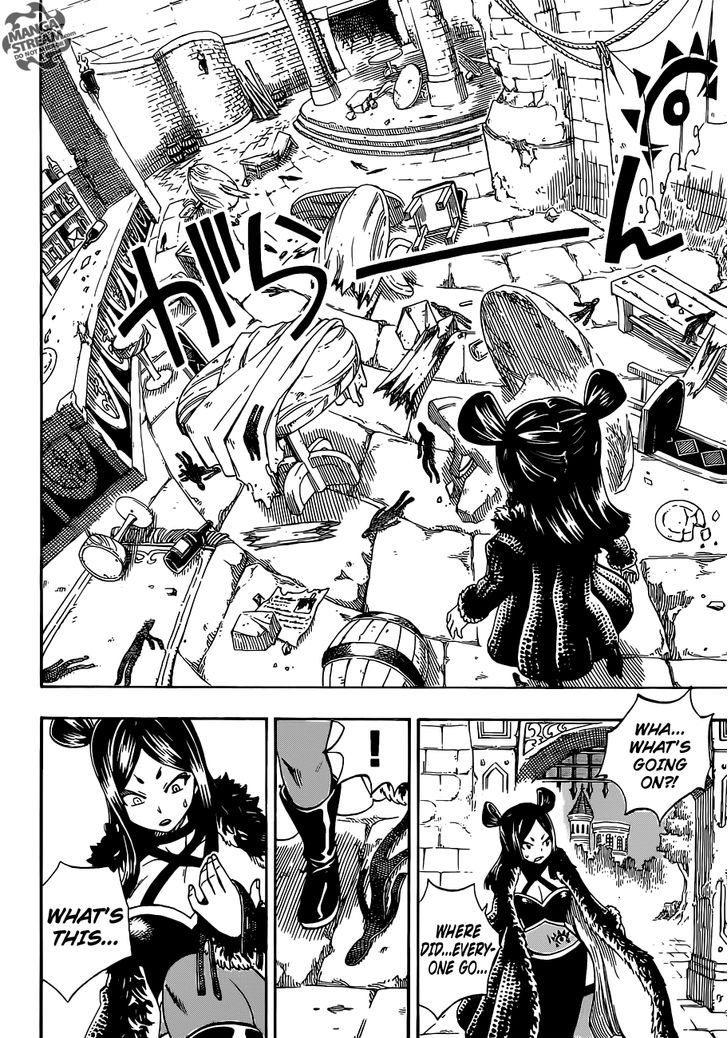 MANGA
STREAM
DO NOT MIRROR!
がらーん
WHA...
WHAT'S
GOING
ON?!
WHERE
DID...EVERY-
ONE GO...
!
WHAT'S
THIS...